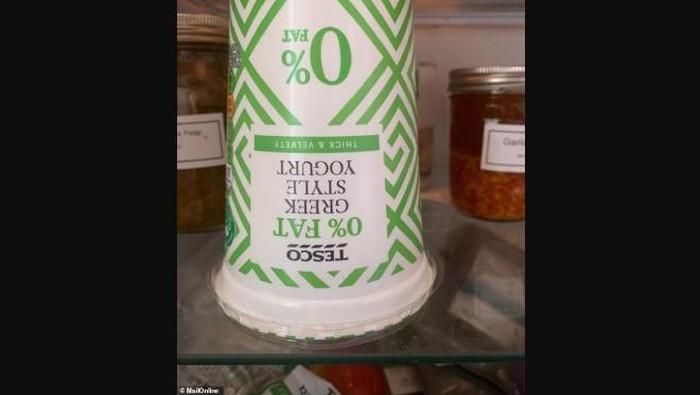 TESCO
0% FAT
GREEK
STYLE
YOGURT
THICK & VELVETY
0%
FAT
© MailOnline